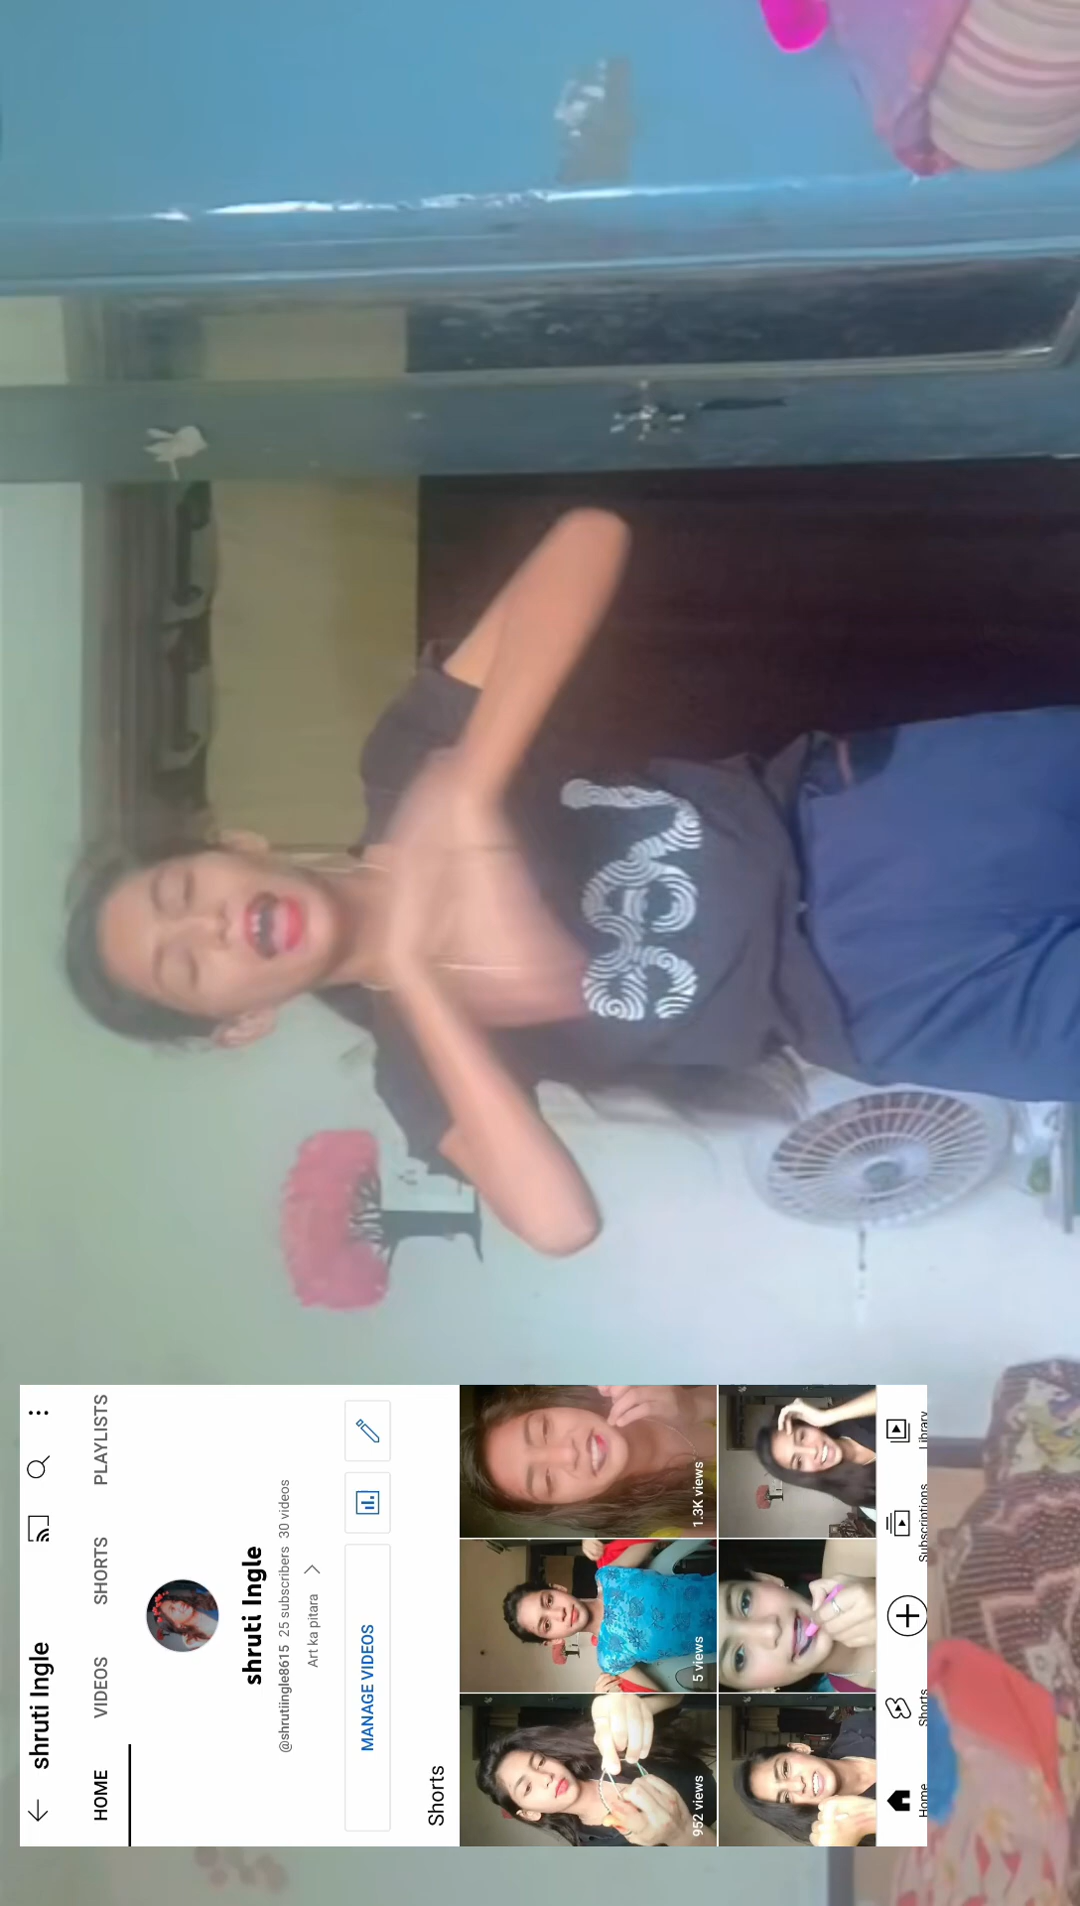 shruti Ingle
HOME VIDEOS SHORTS PLAYLISTS
shruti Ingle
@shrutiingle8615 25 subscribers 30 videos
Art ka pitara
MANAGE VIDEOS
Shorts
952 views 5 views 1.3K views
Home Shorts Subscriptions Library